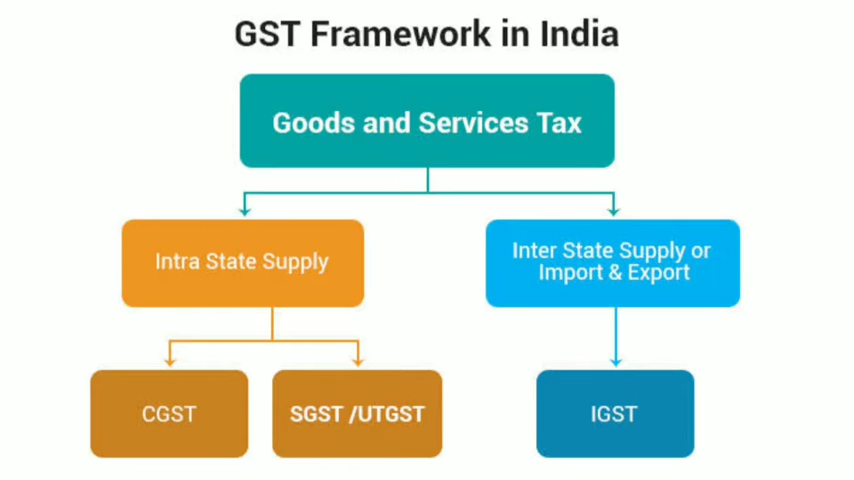 GST Framework in India
Goods and Services Tax
Intra State Supply
Inter State Supply or
Import & Export
CGST
SGST /UTGST
IGST